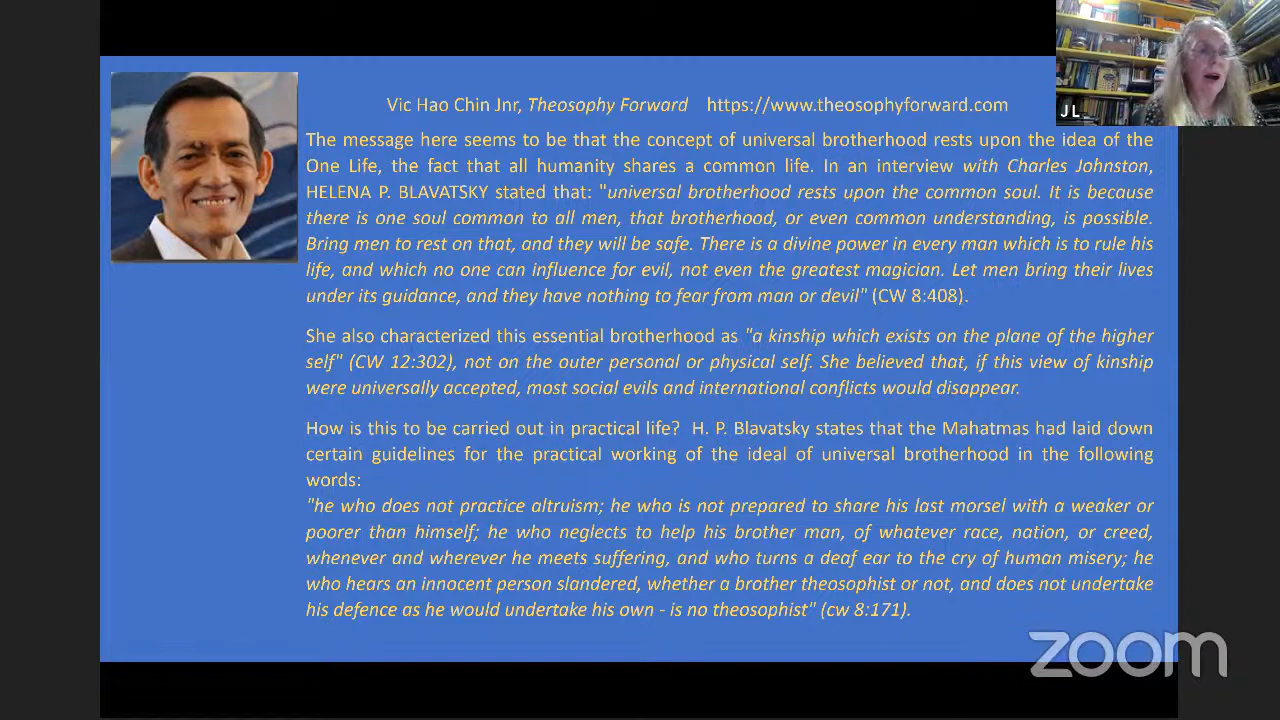 Vic Hao Chin Jnr, Theosophy Forward https://www.theosophyforward.com
JL
The message here seems to be that the concept of universal brotherhood rests upon the idea of the
One Life, the fact that all humanity shares a common life. In an interview with Charles Johnston,
HELENA P. BLAVATSKY stated that: "universal brotherhood rests upon the common soul. It is because
there is one soul common to all men, that brotherhood, or even common understanding, is possible.
Bring men to rest on that, and they will be safe. There is a divine power in every man which is to rule his
life, and which no one can influence for evil, not even the greatest magician. Let men bring their lives
under its guidance, and they have nothing to fear from man or devil" (CW 8:408).
She also characterized this essential brotherhood as "a kinship which exists on the plane of the higher
self" (CW 12:302), not on the outer personal or physical self. She believed that, if this view of kinship
were universally accepted, most social evils and international conflicts would disappear.
How is this to be carried out in practical life? H. P. Blavatsky states that the Mahatmas had laid down
certain guidelines for the practical working of the ideal of universal brotherhood in the following
words:
"he who does not practice altruism; he who is not prepared to share his last morsel with a weaker or
poorer than himself; he who neglects to help his brother man, of whatever race, nation, or creed,
whenever and wherever he meets suffering, and who turns a deaf ear to the cry of human misery; he
who hears an innocent person slandered, whether a brother theosophist or not, and does not undertake
his defence as he would undertake his own - is no theosophist" (cw 8:171).
zoom